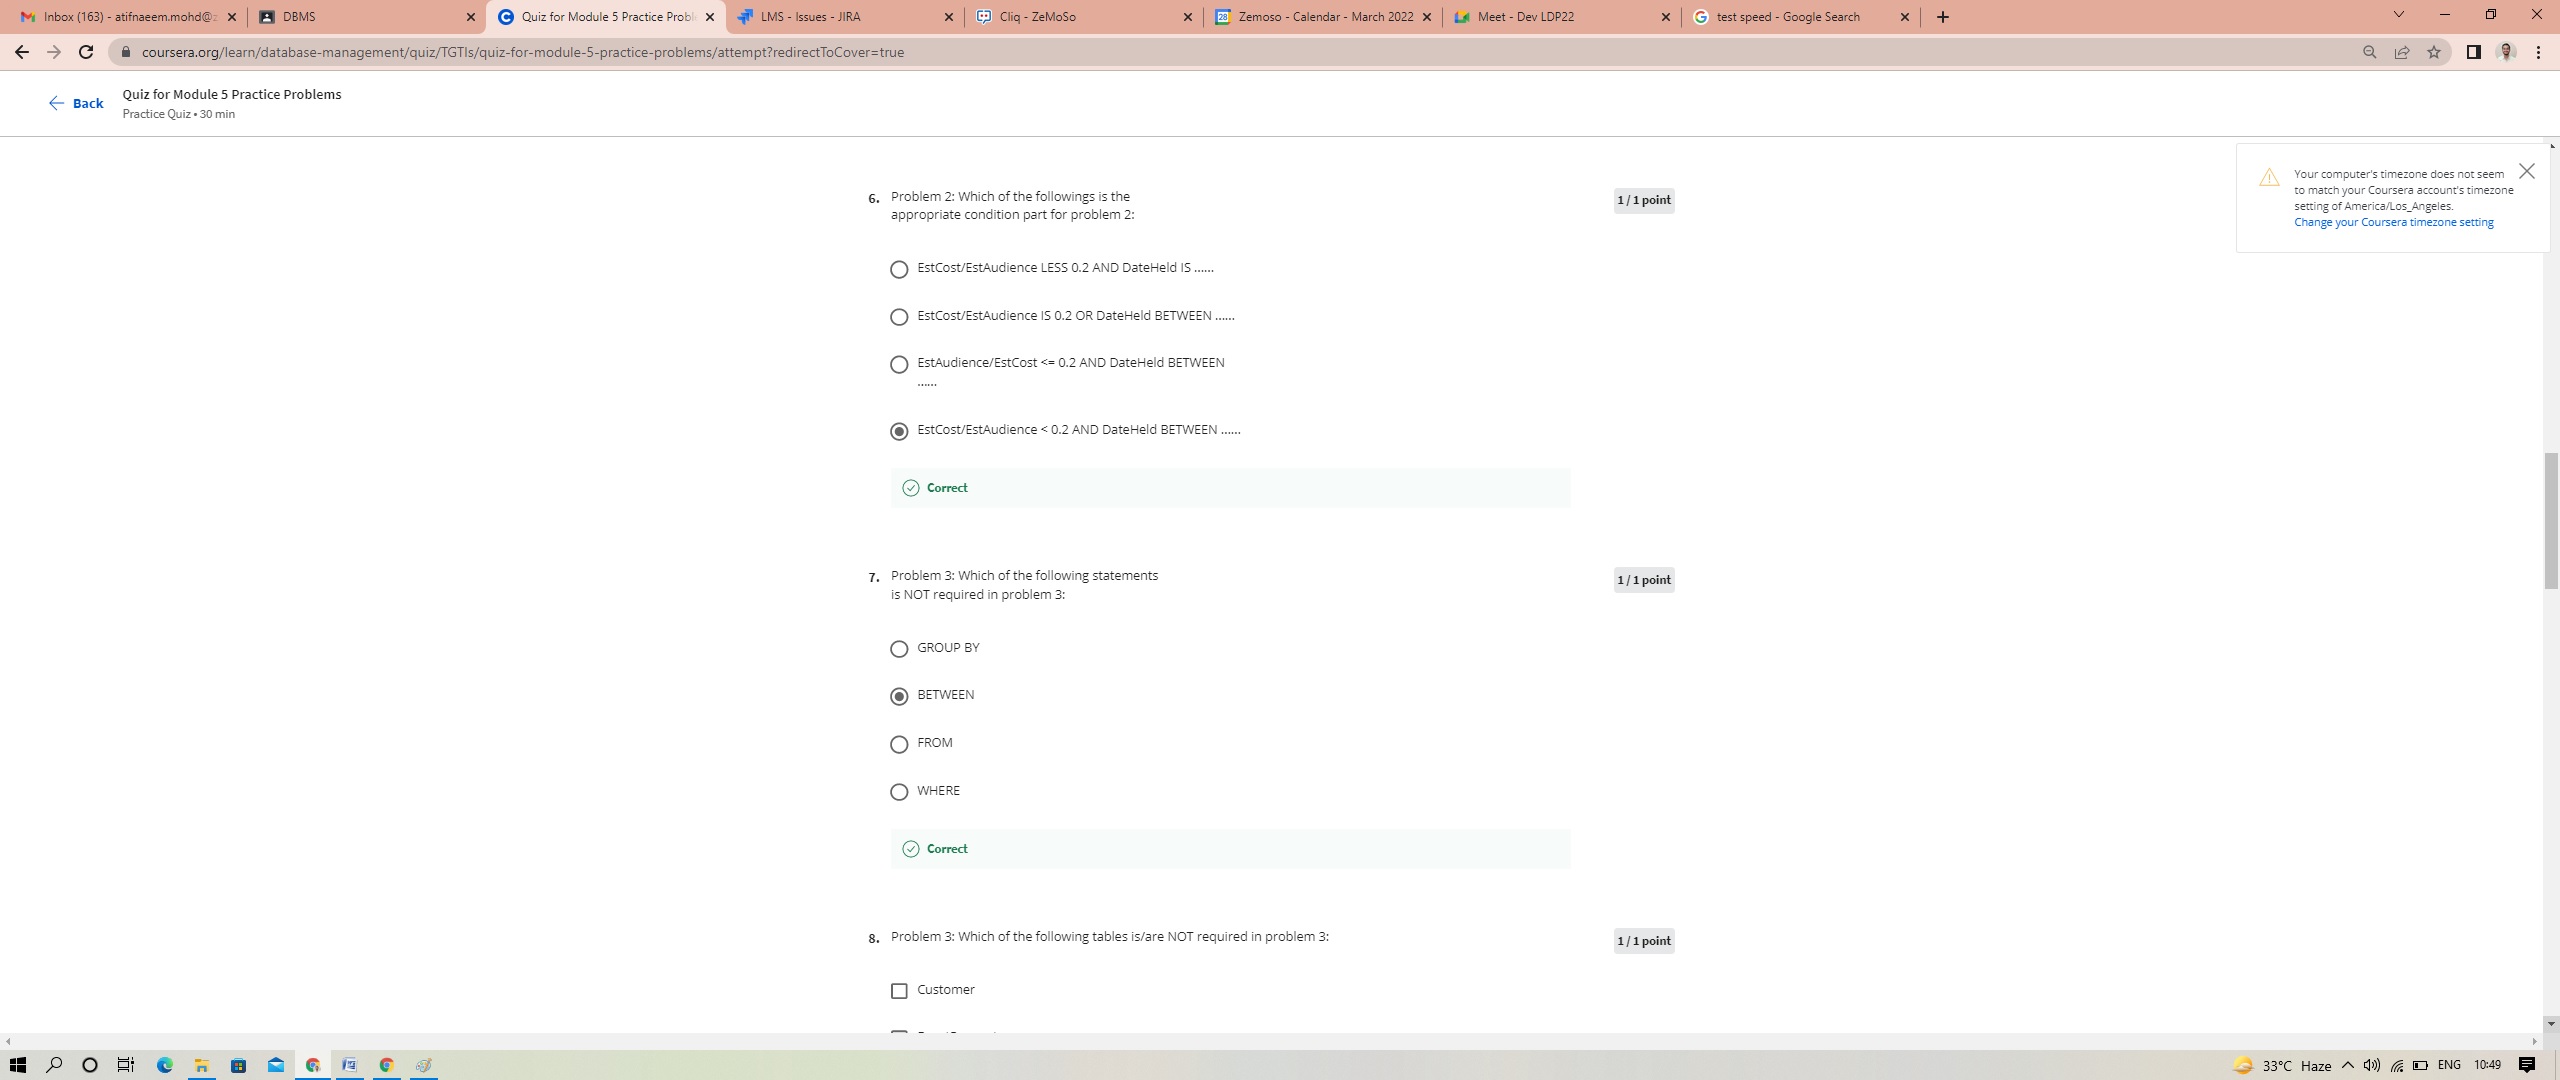 Inbox (163) - atifnaeem.mohd@z
DBMS
Quiz for Module 5 Practice Proble
LMS - Issues - JIRA
Cliq - ZeMoSo
28
Zemoso - Calendar - March 2022
Meet - Dev LDP22
test speed - Google Search
coursera.org/learn/database-management/quiz/TGTIs/quiz-for-module-5-practice-problems/attempt?redirectToCover=true
Back
Quiz for Module 5 Practice Problems
Practice Quiz • 30 min
Your computer's timezone does not seem
to match your Coursera account's timezone
setting of America/Los_Angeles.
Change your Coursera timezone setting
6. Problem 2: Which of the followings is the
appropriate condition part for problem 2:
1 / 1 point
EstCost/EstAudience LESS 0.2 AND DateHeld IS ......
EstCost/EstAudience IS 0.2 OR DateHeld BETWEEN ......
EstAudience/EstCost <= 0.2 AND DateHeld BETWEEN
......
EstCost/EstAudience < 0.2 AND DateHeld BETWEEN ......
Correct
7. Problem 3: Which of the following statements
is NOT required in problem 3:
1 / 1 point
GROUP BY
BETWEEN
FROM
WHERE
Correct
8. Problem 3: Which of the following tables is/are NOT required in problem 3:
1 / 1 point
Customer
33°C Haze
ENG
10:49